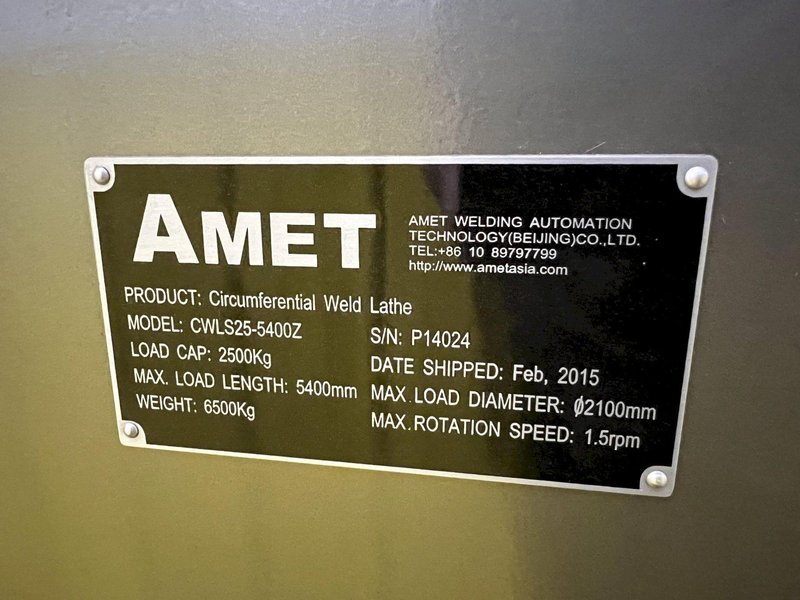 AMET
AMET WELDING AUTOMATION
TECHNOLOGY(BEIJING)CO.,LTD.
TEL:+86 10 89797799
http://www.ametasia.com
PRODUCT: Circumferential Weld Lathe
MODEL: CWLS25-5400Z
S/N: P14024
LOAD CAP: 2500Kg
DATE SHIPPED: Feb, 2015
MAX. LOAD LENGTH: 5400mm
MAX.LOAD DIAMETER: Ø2100mm
WEIGHT: 6500Kg
MAX.ROTATION SPEED: 1.5rpm